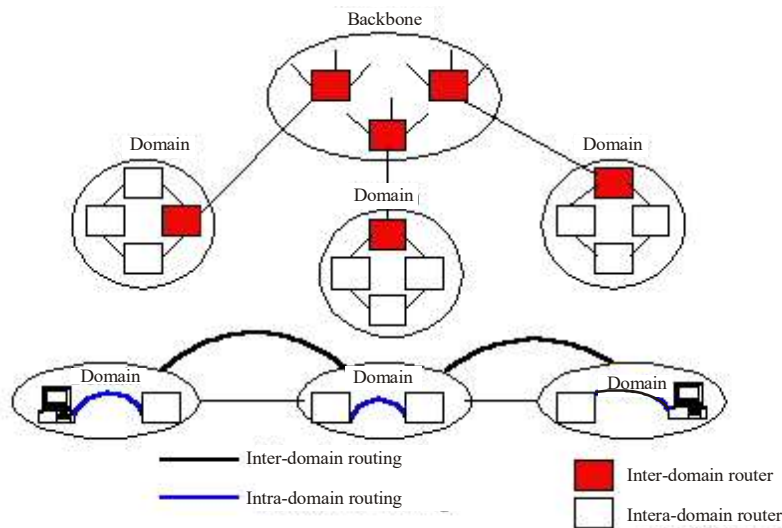 Backbone
Domain
Domain
Domain
Domain
Domain
Domain
Inter-domain routing
Intra-domain routing
Inter-domain router
Intera-domain router